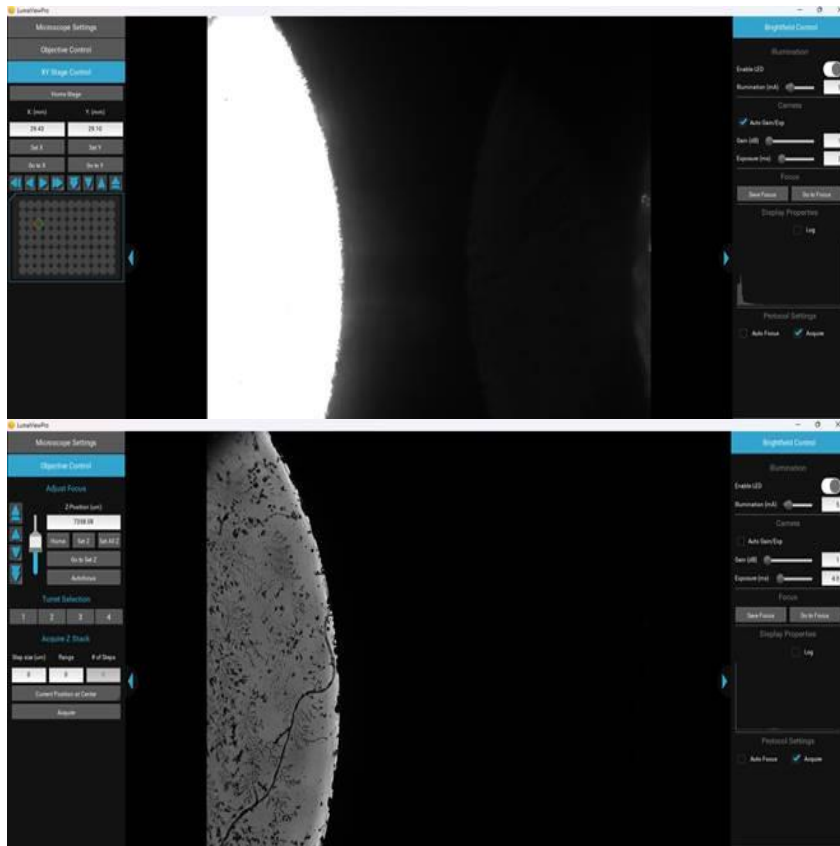 LumaViewPro
Microscope Settings
Objective Control
XY Stage Control
Home Stage
X: (mm) Y: (mm)
29.43 29.10
Set X Set Y
Go to X Go to Y
Brightfield Control
Illumination
Enable LED
Illumination (mA)
Camera
Auto Gain/Exp
Gain (dB)
Exposure (ms)
Focus
Save Focus Go to Focus
Display Properties
Log
Protocol Settings
Auto Focus Acquire
LumaViewPro
Microscope Settings
Objective Control
Adjust Focus
Z-Position (um)
Home Set Z Set All Z
Go to Set Z
Autofocus
Turret Selection
1 2 3 4
Acquire Z Stack
Step size (um) Range # of Steps
0 0 0
Current Position at Center
Acquire
Brightfield Control
Illumination
Enable LED
Illumination (mA)
Camera
Auto Gain/Exp
Gain (dB)
Exposure (ms)
Focus
Save Focus Go to Focus
Display Properties
Log
Protocol Settings
Auto Focus Acquire